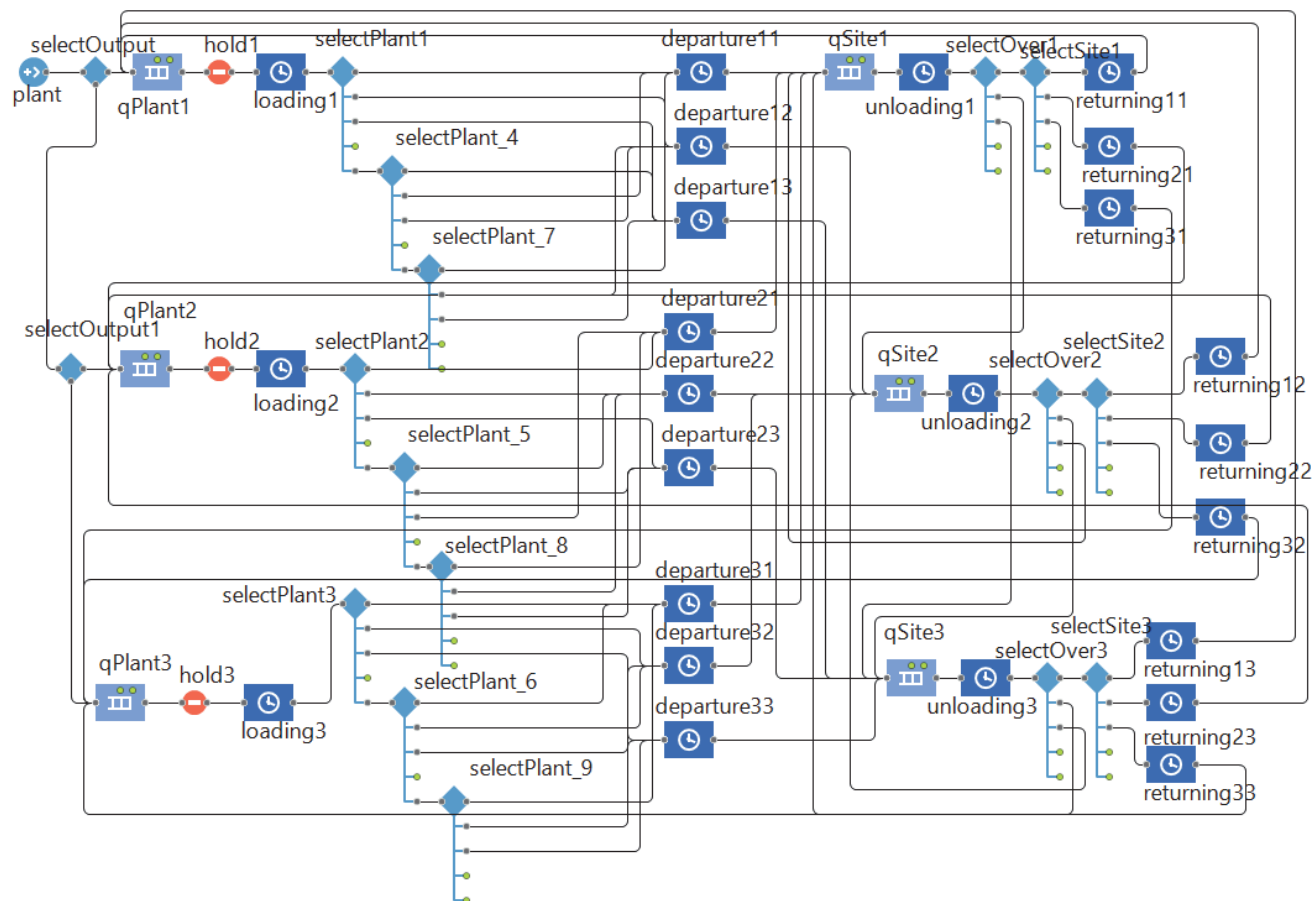 selectOutput
hold1
selectPlant1
departure11
qSite1
selectOver1
selectSite1
plant
qPlant1
loading1
unloading1
returning11
selectPlant_4
departure12
returning21
departure13
returning31
selectPlant_7
qPlant2
departure21
selectOutput1
hold2
selectPlant2
qSite2
selectOver2
selectSite2
departure22
returning12
loading2
unloading2
selectPlant_5
departure23
returning22
selectPlant_8
returning32
departure31
selectPlant3
departure32
qSite3
selectOver3
selectSite3
qPlant3
hold3
selectPlant_6
returning13
loading3
departure33
unloading3
returning23
selectPlant_9
returning33